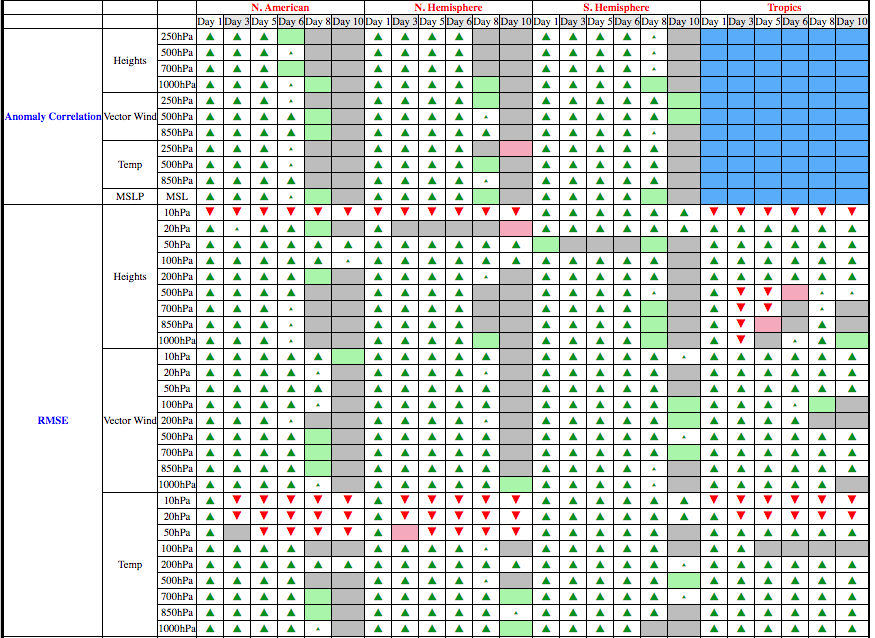 N. American N. Hemisphere S. Hemisphere Tropics
Day 1 Day 3 Day 5 Day 6 Day 8 Day 10 Day 1 Day 3 Day 5 Day 6 Day 8 Day 10 Day 1 Day 3 Day 5 Day 6 Day 8 Day 10 Day 1 Day 3 Day 5 Day 6 Day 8 Day 10
Anomaly Correlation
Heights
250hPa
500hPa
700hPa
1000hPa
Vector Wind
250hPa
500hPa
850hPa
Temp
250hPa
500hPa
850hPa
MSLP
MSL
RMSE
Heights
10hPa
20hPa
50hPa
100hPa
200hPa
500hPa
700hPa
850hPa
1000hPa
Vector Wind
10hPa
20hPa
50hPa
100hPa
200hPa
500hPa
700hPa
850hPa
1000hPa
Temp
10hPa
20hPa
50hPa
100hPa
200hPa
500hPa
700hPa
850hPa
1000hPa